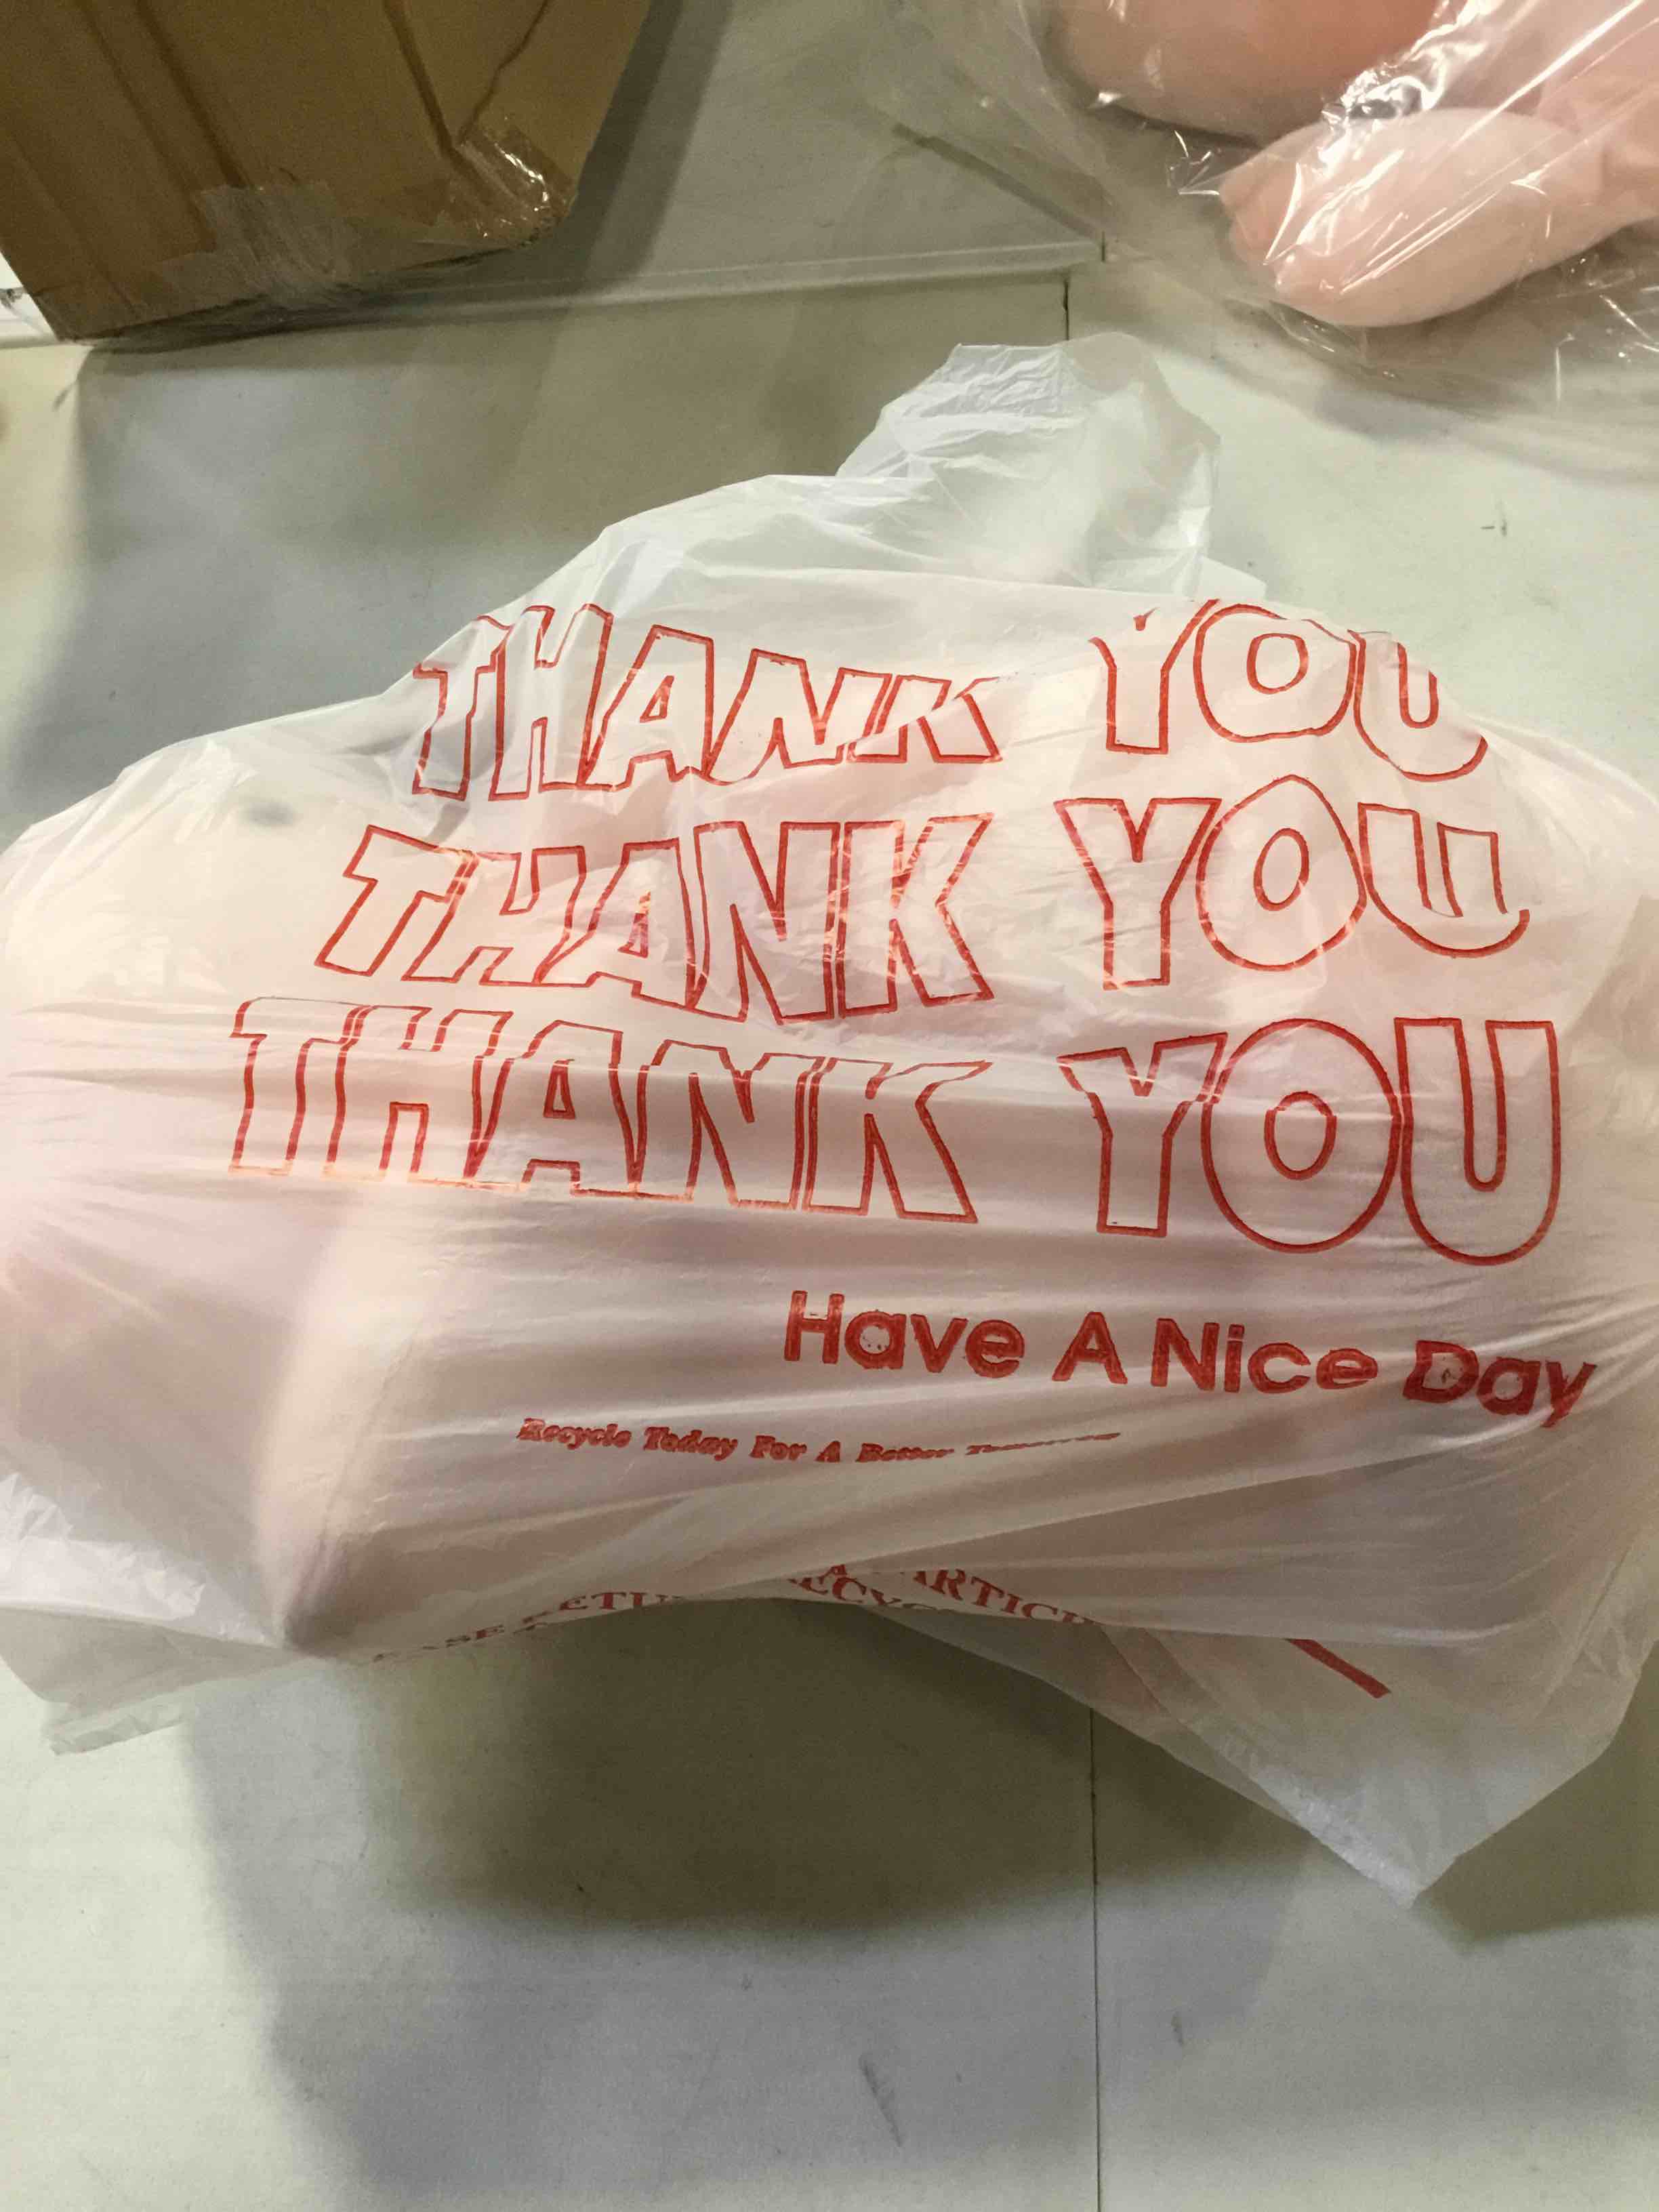 THANK YOU
THANK YOU
THANK YOU
Have A Nice Day
Recycle Today For A Better